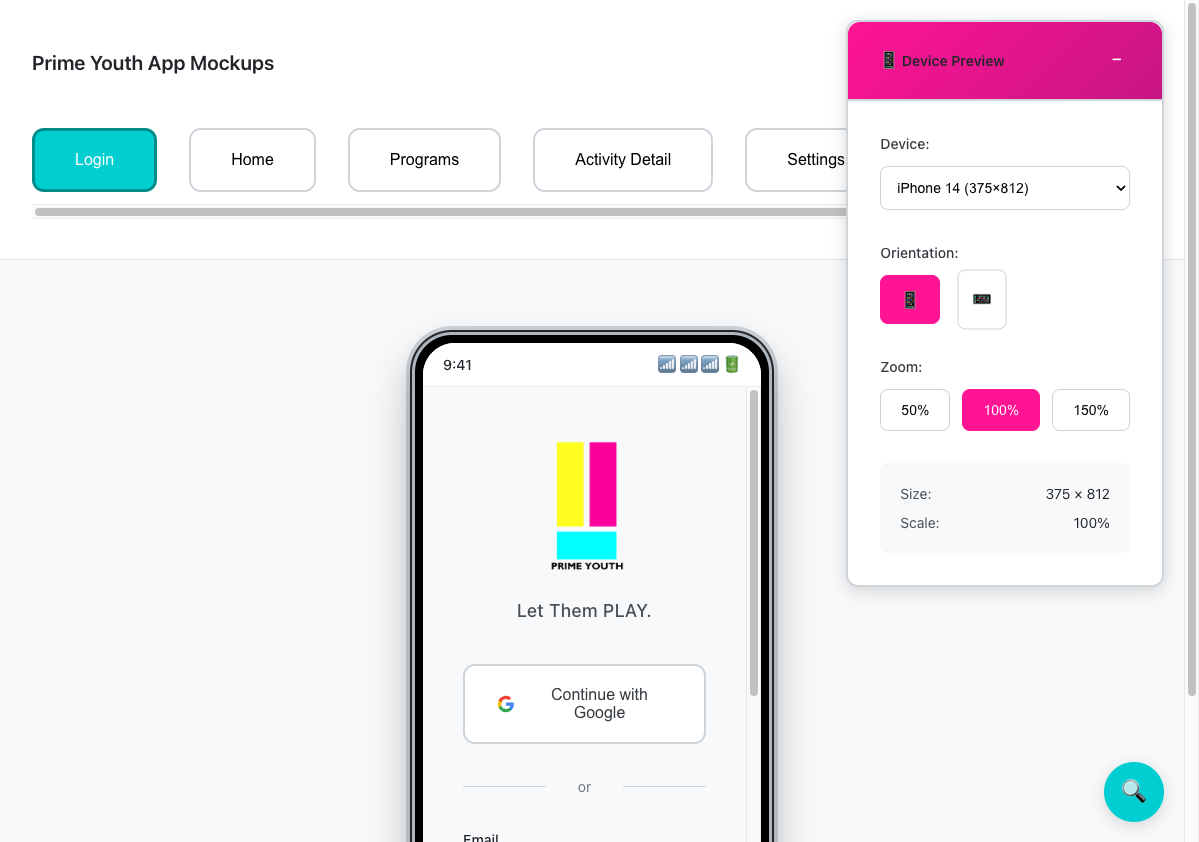 Prime Youth App Mockups
Login
Home
Programs
Activity Detail
Settings
Device Preview
−
Device:
iPhone 14 (375×812)
Orientation:
Zoom:
50%
100%
150%
Size:
375 × 812
Scale:
100%
9:41
PRIME YOUTH
Let Them PLAY.
Continue with
Google
or
Email